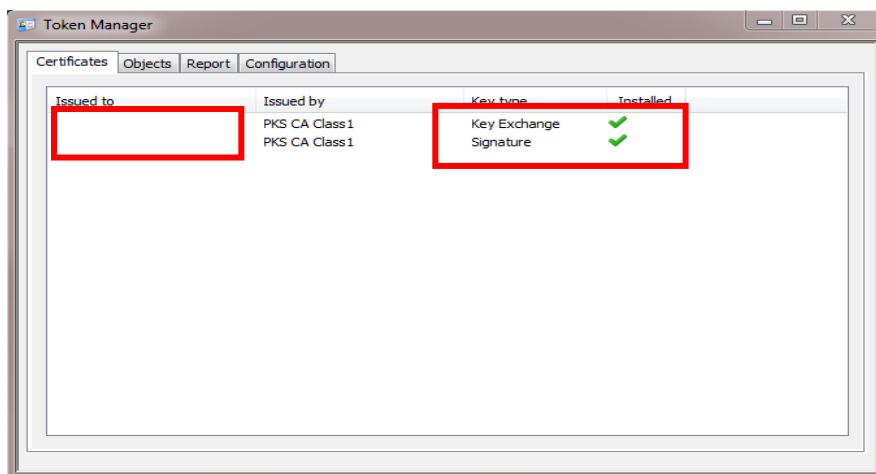 Token Manager
Certificates Objects Report Configuration
Issued to Issued by Key type Installed
PKS CA Class1 Key Exchange
PKS CA Class1 Signature